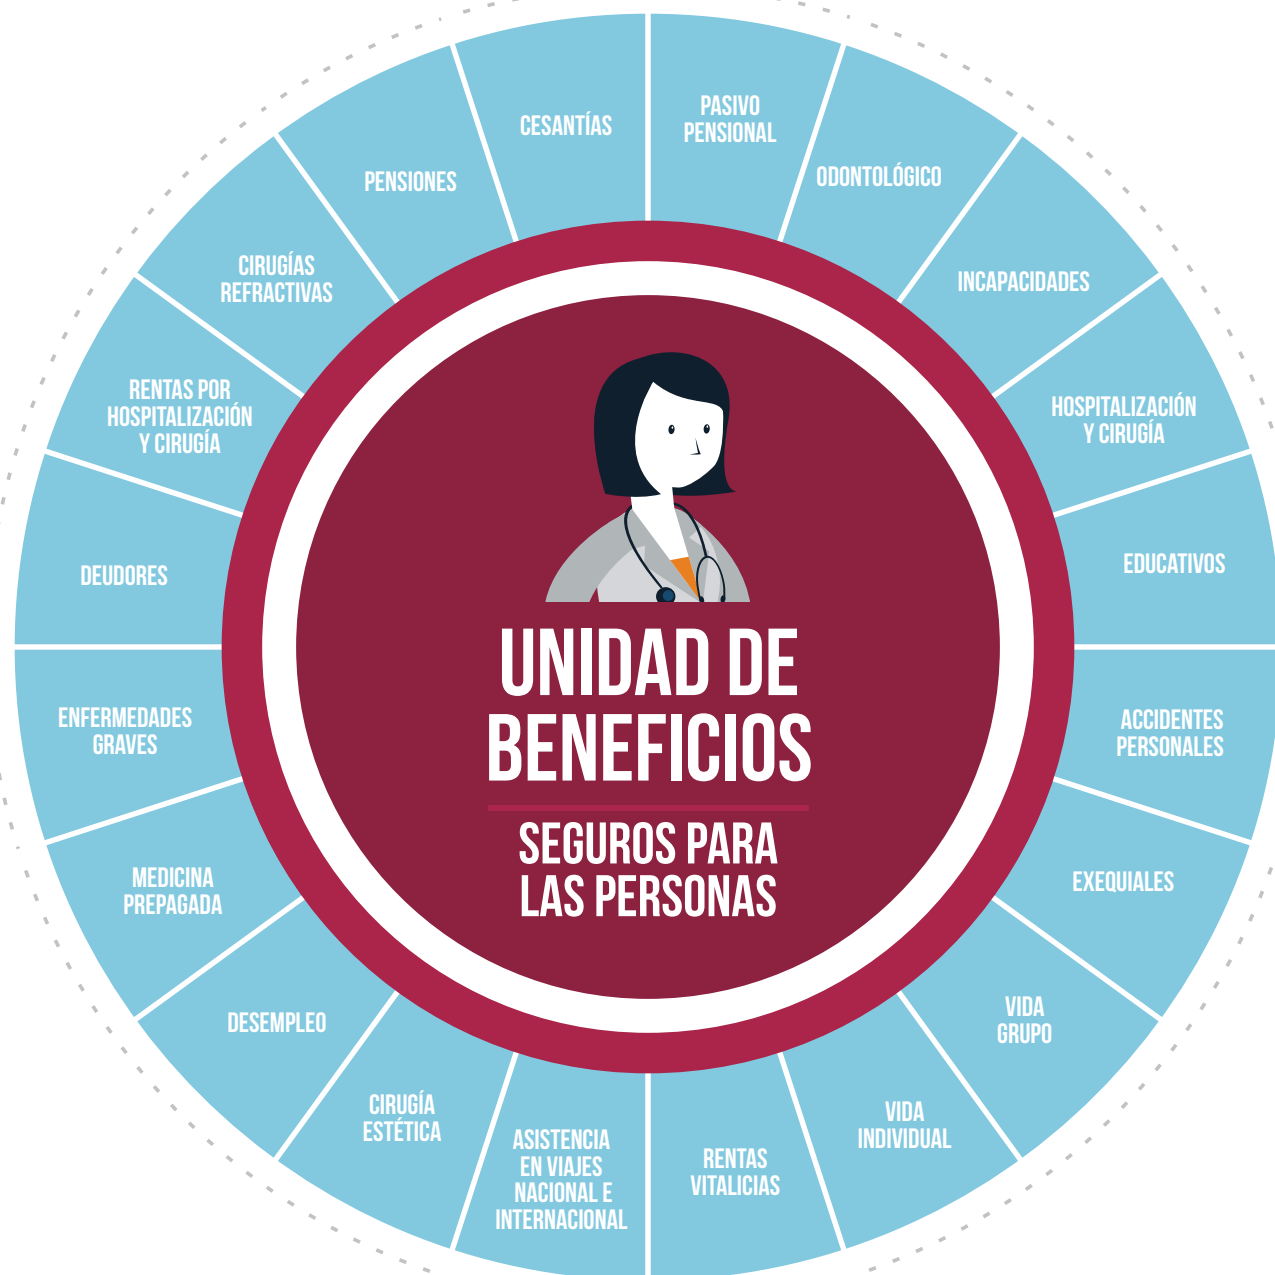 CESANTÍAS
PASIVO
PENSIONAL
ODONTOLÓGICO
INCAPACIDADES
HOSPITALIZACIÓN
Y CIRUGÍA
EDUCATIVOS
ACCIDENTES
PERSONALES
EXEQUIALES
VIDA
GRUPO
VIDA
INDIVIDUAL
RENTAS
VITALICIAS
ASISTENCIA
EN VIAJES
NACIONAL E
INTERNACIONAL
CIRUGÍA
ESTÉTICA
DESEMPLEO
MEDICINA
PREPAGADA
ENFERMEDADES
GRAVES
DEUDORES
RENTAS POR
HOSPITALIZACIÓN
Y CIRUGÍA
CIRUGÍAS
REFRACTIVAS
PENSIONES
UNIDAD DE
BENEFICIOS
SEGUROS PARA
LAS PERSONAS